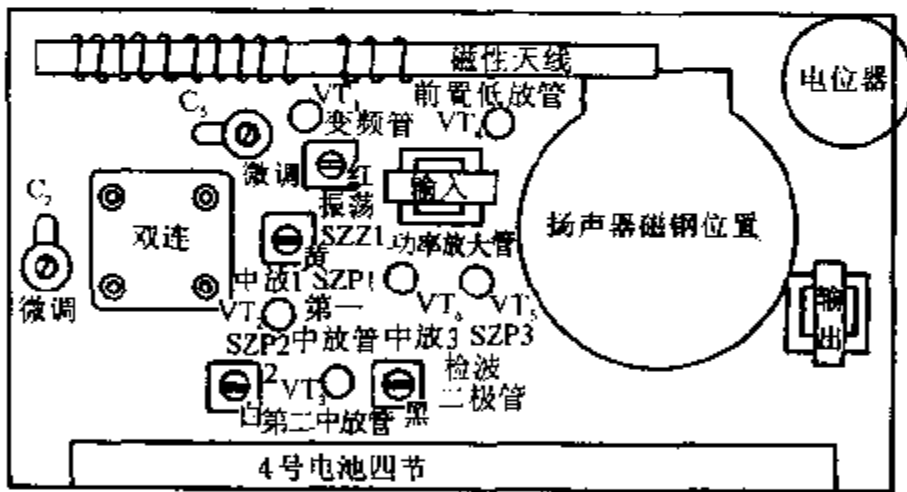 磁性天线
电位器
C₅
VT₁
变频管
前置低放管
VT₄
微调
红
振荡
SZZ1
输入
C₂
双连
微调
黄
中放1
SZP1
功率放大管
扬声器磁钢位置
VT₂
第一
中放管
VT₆
VT₅
输出
SZP2
中放3
SZP3
2
VT₃
检波
二极管
白
第二中放管
黑
4号电池四节